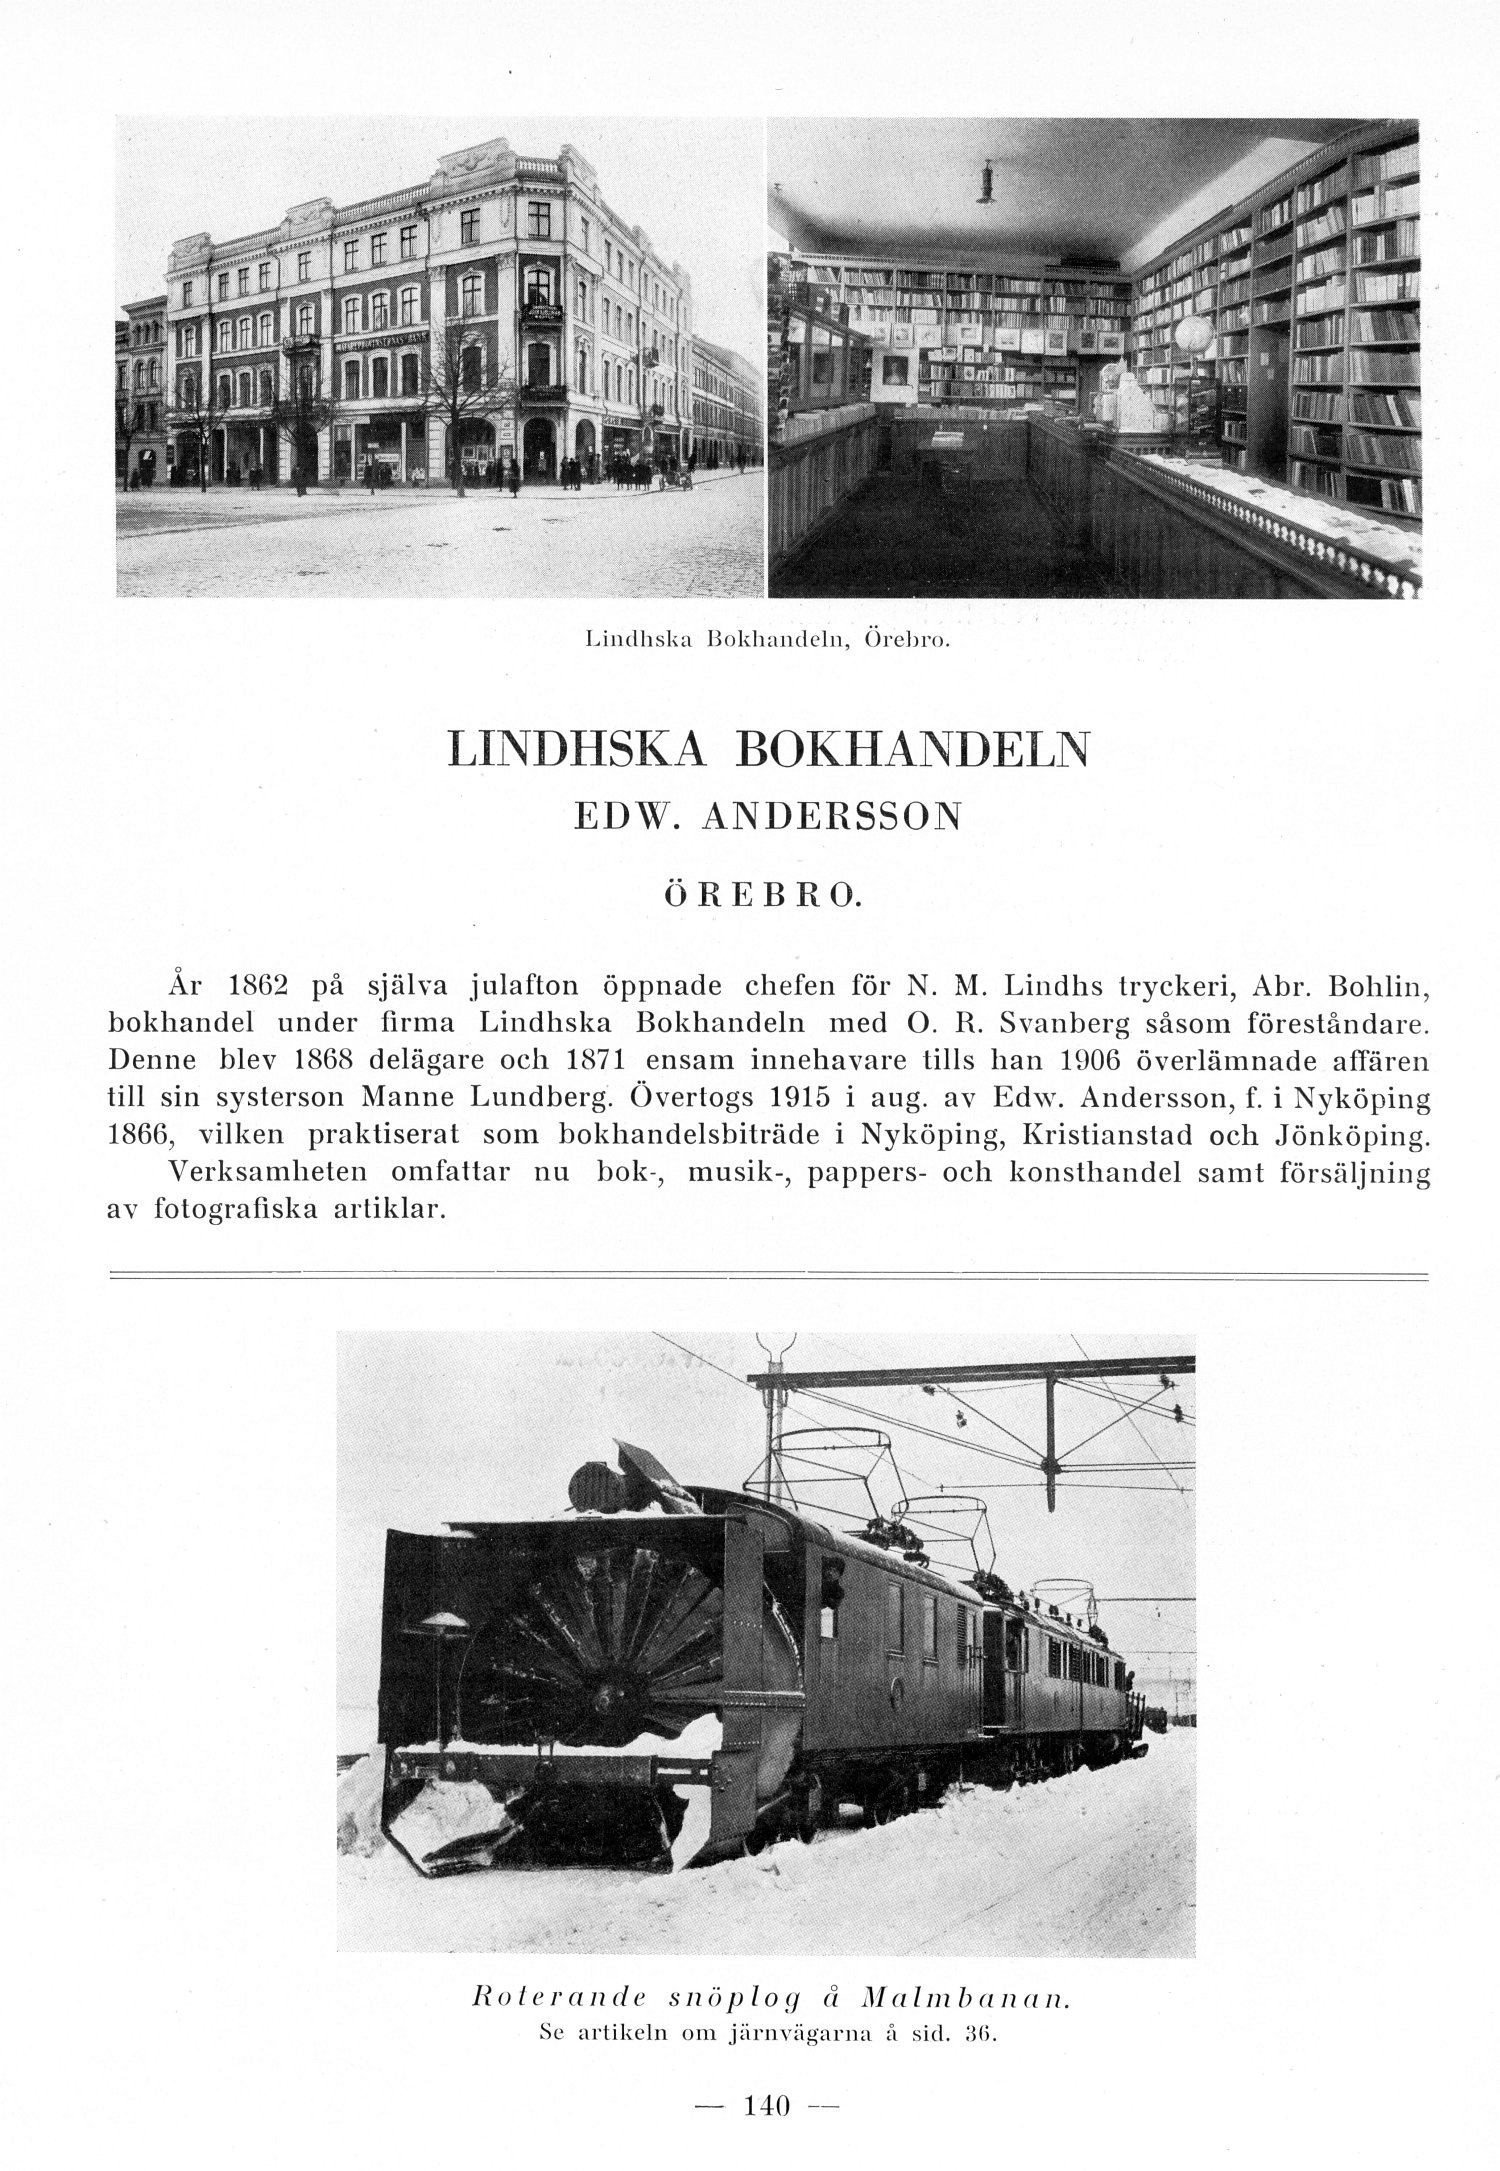 Lindhska Bokhandeln, Örebro.
LINDHSKA BOKHANDELN
EDW. ANDERSSON
ÖREBRO.
År 1862 på själva julafton öppnade chefen för N. M. Lindhs tryckeri, Abr. Bohlin,
bokhandel under firma Lindhska Bokhandeln med O. R. Svanberg såsom föreståndare.
Denne blev 1868 delägare och 1871 ensam innehavare tills han 1906 överlämnade affären
till sin systerson Manne Lundberg. Övertogs 1915 i aug. av Edw. Andersson, f. i Nyköping
1866, vilken praktiserat som bokhandelsbiträde i Nyköping, Kristianstad och Jönköping.
Verksamheten omfattar nu bok-, musik-, pappers- och konsthandel samt försäljning
av fotografiska artiklar.
Roterande snöplog å Malmbanan.
Se artikeln om järnvägarna å sid. 36.
— 140 —